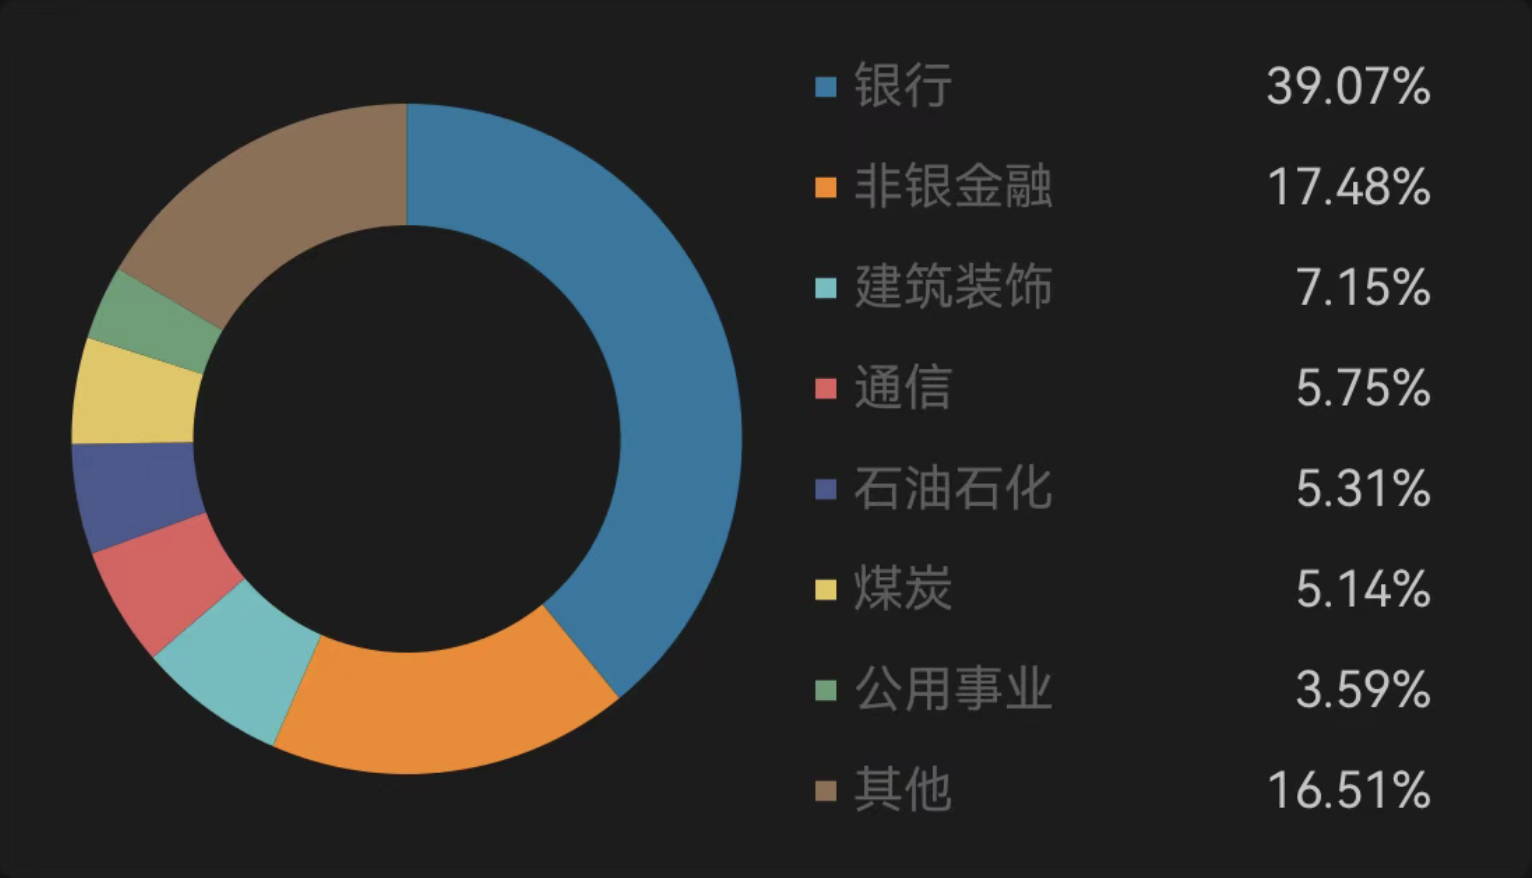 银行 39.07%
非银金融 17.48%
建筑装饰 7.15%
通信 5.75%
石油石化 5.31%
煤炭 5.14%
公用事业 3.59%
其他 16.51%